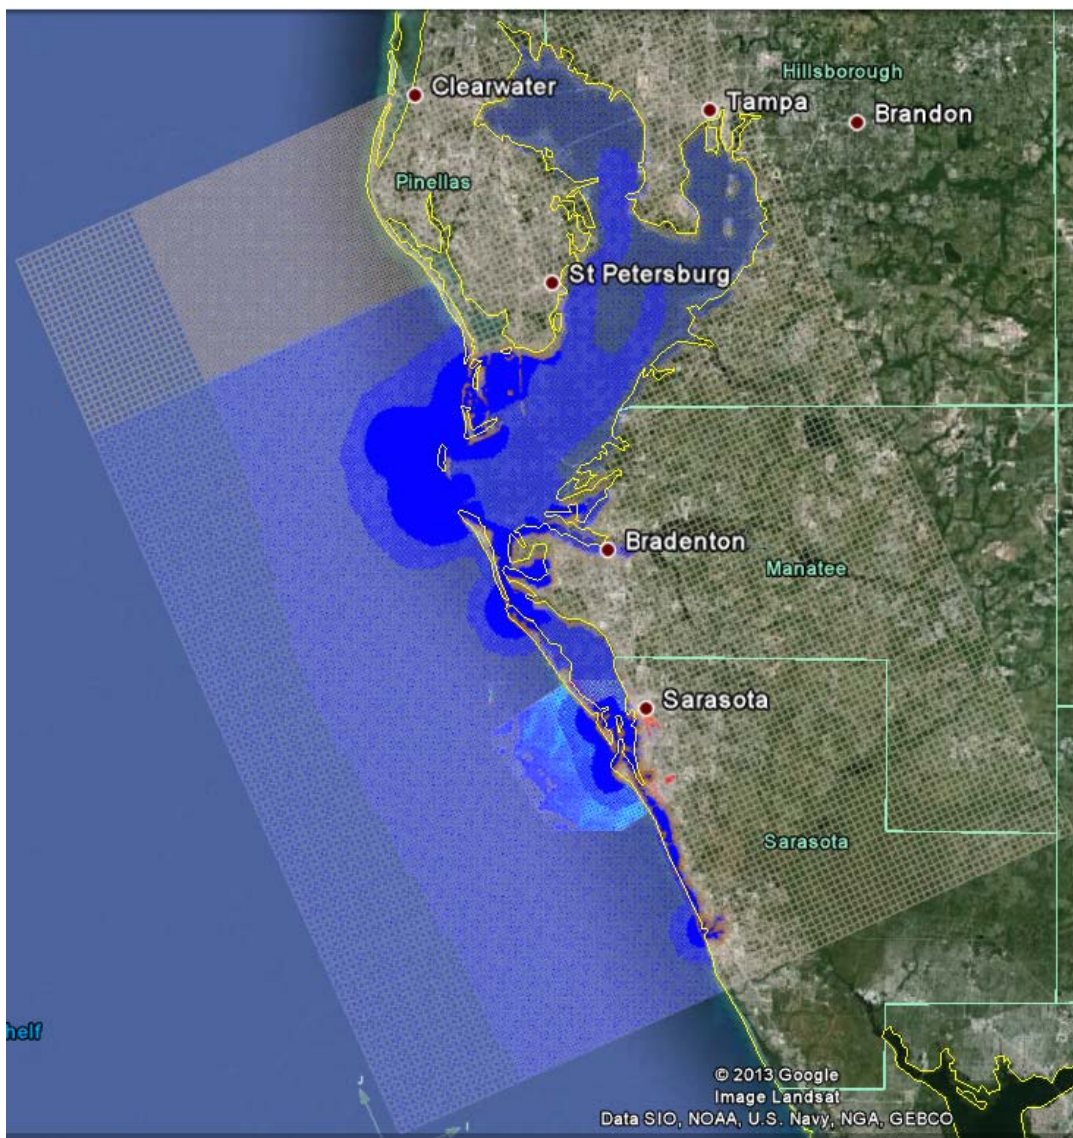 Hillsborough
Clearwater
Tampa
Brandon
Pinellas
St Petersburg
Bradenton
Manatee
Sarasota
Sarasota
helf
© 2013 Google
Image Landsat
Data SIO, NOAA, U.S. Navy, NGA, GEBCO